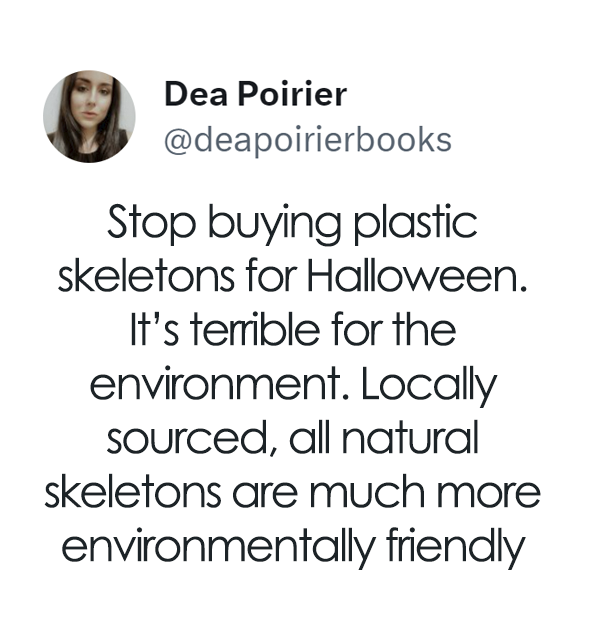 Dea Poirier
@deapoirierbooks
Stop buying plastic
skeletons for Halloween.
It's terrible for the
environment. Locally
sourced, all natural
skeletons are much more
environmentally friendly